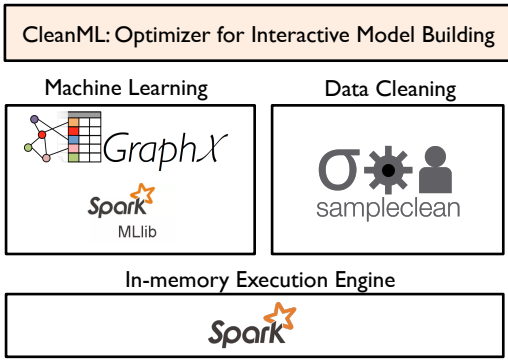 CleanML: Optimizer for Interactive Model Building
Machine Learning
Data Cleaning
GraphX
Spark
MLlib
σ
sampleclean
In-memory Execution Engine
Spark